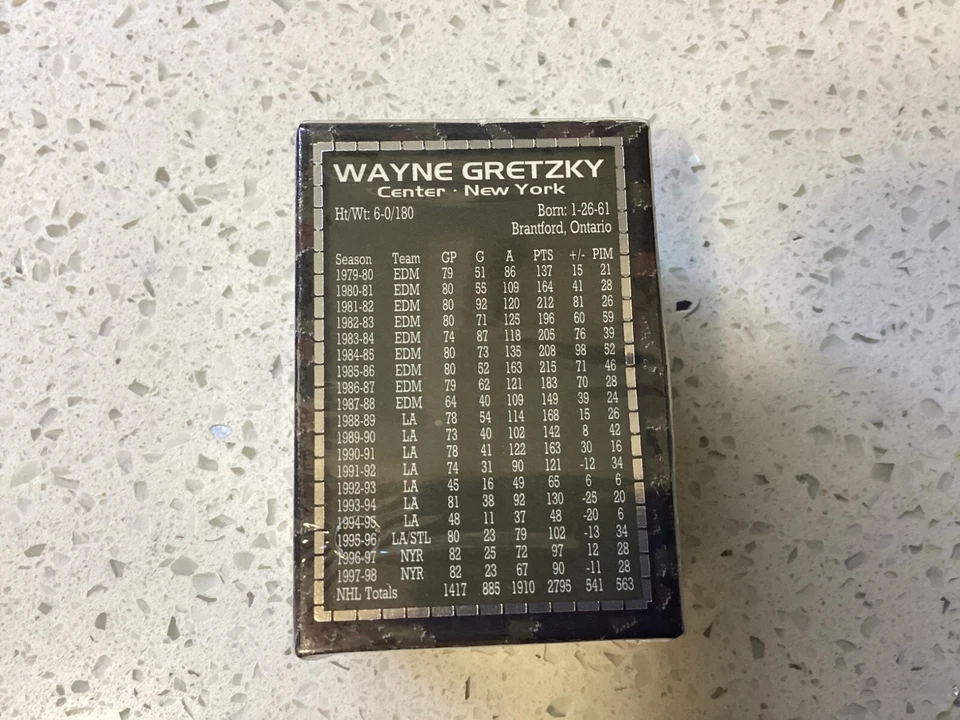 WAYNE GRETZKY
Center · New York
Ht/Wt: 6-0/180 Born: 1-26-61
Brantford, Ontario
Season Team GP G A PTS +/- PIM
1979-80 EDM 79 51 86 137 15 21
1980-81 EDM 80 55 109 164 41 28
1981-82 EDM 80 92 120 212 81 26
1982-83 EDM 80 71 125 196 60 59
1983-84 EDM 74 87 118 205 76 39
1984-85 EDM 80 73 135 208 98 52
1985-86 EDM 80 52 163 215 71 46
1986-87 EDM 79 62 121 183 70 28
1987-88 EDM 64 40 109 149 39 24
1988-89 LA 78 54 114 168 15 26
1989-90 LA 73 40 102 142 8 42
1990-91 LA 78 41 122 163 30 16
1991-92 LA 74 31 90 121 -12 34
1992-93 LA 45 16 49 65 6 6
1993-94 LA 81 38 92 130 -25 20
1994-95 LA 48 11 37 48 -20 6
1995-96 LA/STL 80 23 79 102 -13 34
1996-97 NYR 82 25 72 97 12 28
1997-98 NYR 82 23 67 90 -11 28
NHL Totals 1417 885 1910 2795 541 563